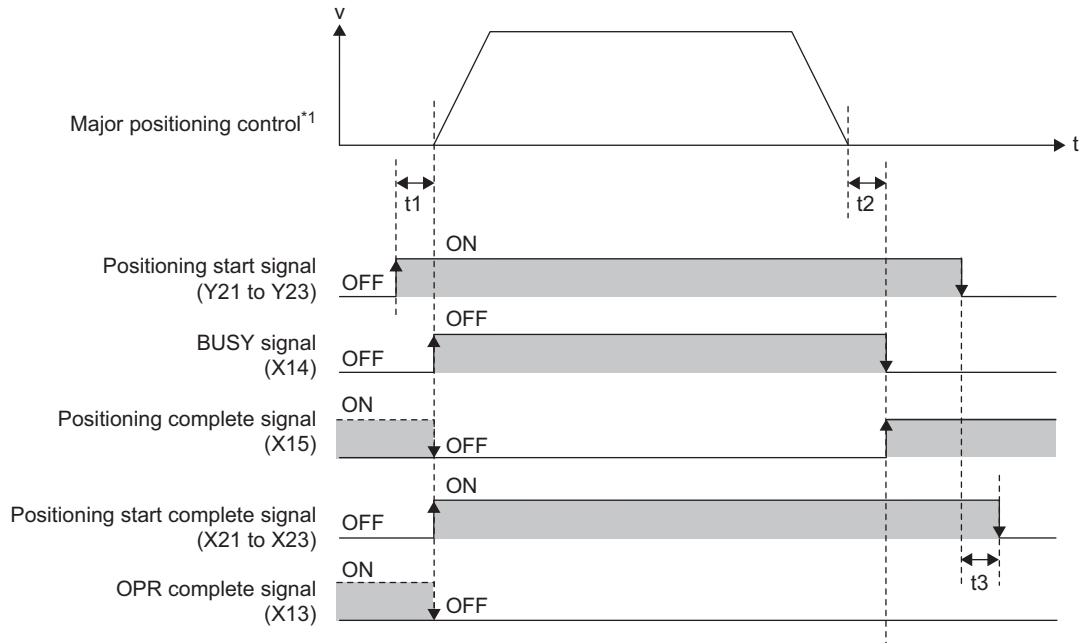 v
Major positioning control*1
t
t1
t2
ON
Positioning start signal
(Y21 to Y23)
OFF
OFF
BUSY signal
(X14)
OFF
ON
Positioning complete signal
(X15)
OFF
ON
Positioning start complete signal
(X21 to X23)
OFF
ON
t3
OPR complete signal
(X13)
OFF